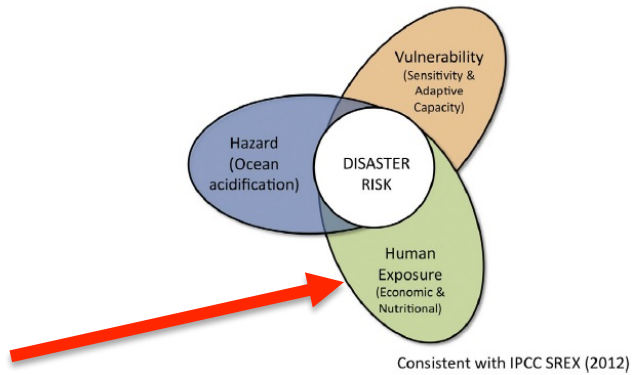 Vulnerability
(Sensitivity &
Adaptive
Capacity)
Hazard
(Ocean
acidification)
DISASTER
RISK
Human
Exposure
(Economic &
Nutritional)
Consistent with IPCC SREX (2012)